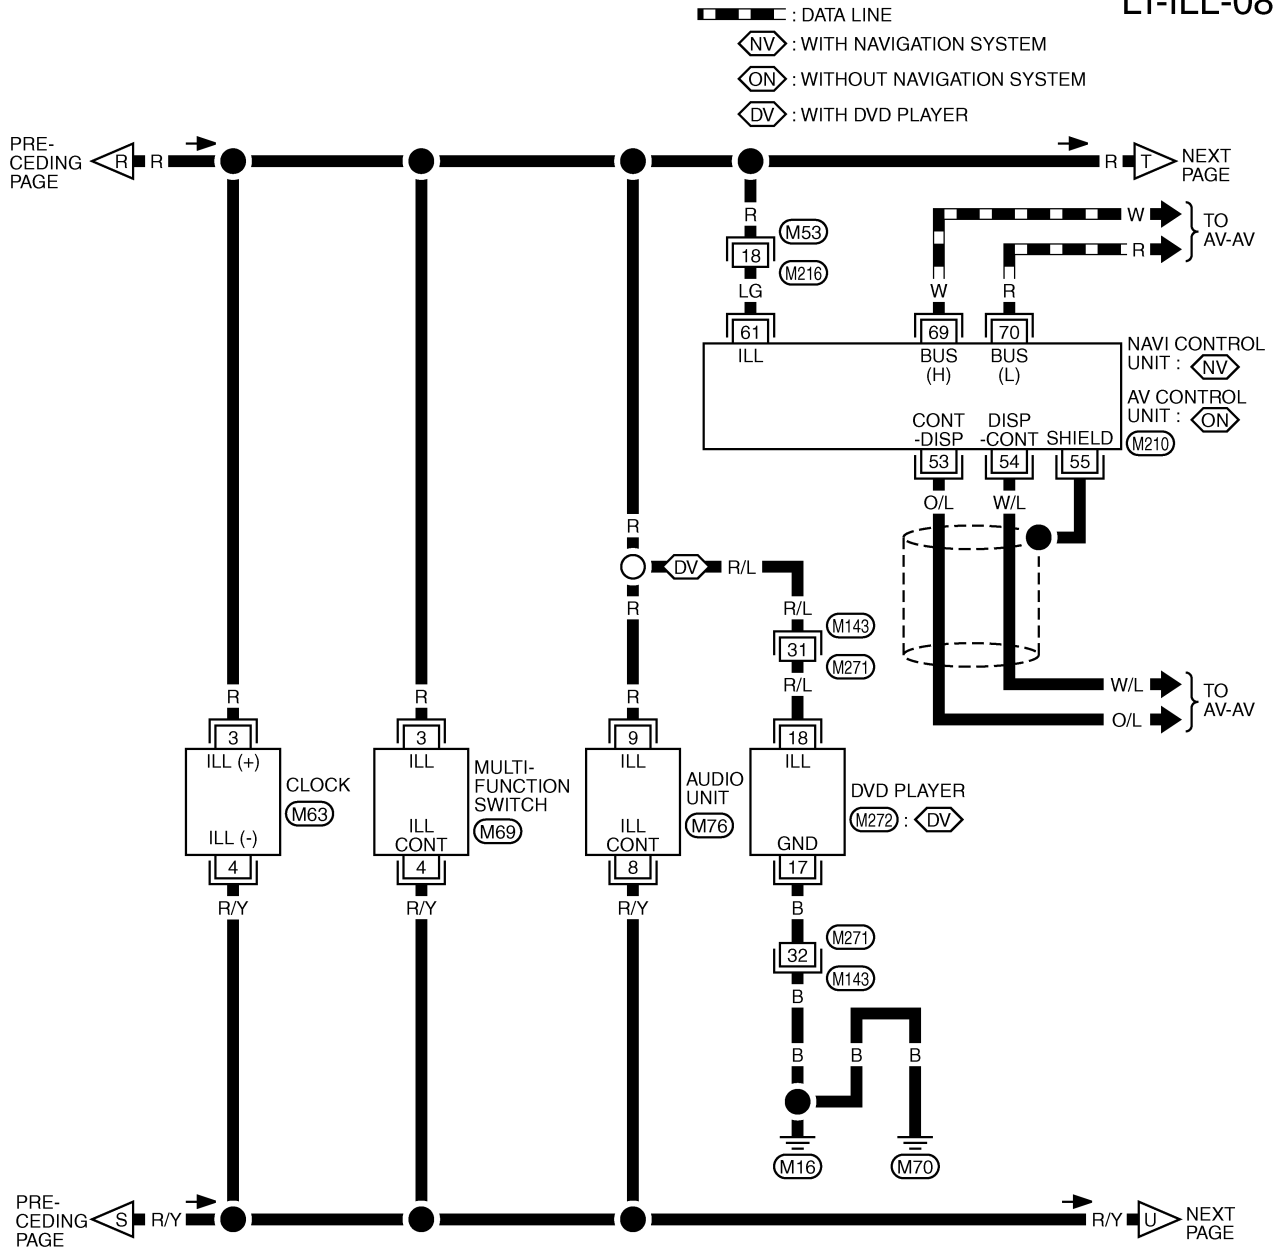 LT-ILL-08
: DATA LINE
NV : WITH NAVIGATION SYSTEM
ON : WITHOUT NAVIGATION SYSTEM
DV : WITH DVD PLAYER
PRE-
CEDING
PAGE
R R
R T
NEXT
PAGE
R
M53
18
M216
LG
W
R
TO
AV-AV
W R
61 69 70
ILL
BUS
(H)
BUS
(L)
NAVI CONTROL
UNIT : NV
AV CONTROL
UNIT : ON
M210
CONT
-DISP
DISP
-CONT
SHIELD
53 54 55
O/L W/L
R
DV R/L
R
R/L
M143
31
M271
R/L
W/L
O/L
TO
AV-AV
R R R
3 3 9 18
ILL (+) ILL ILL ILL
CLOCK
M63
MULTI-
FUNCTION
SWITCH
M69
AUDIO
UNIT
M76
DVD PLAYER
M272 : DV
ILL (-)
ILL
CONT
ILL
CONT
GND
4 4 8 17
R/Y R/Y R/Y B
M271
32
M143
B
B B B
M16 M70
PRE-
CEDING
PAGE
S R/Y
R/Y U
NEXT
PAGE